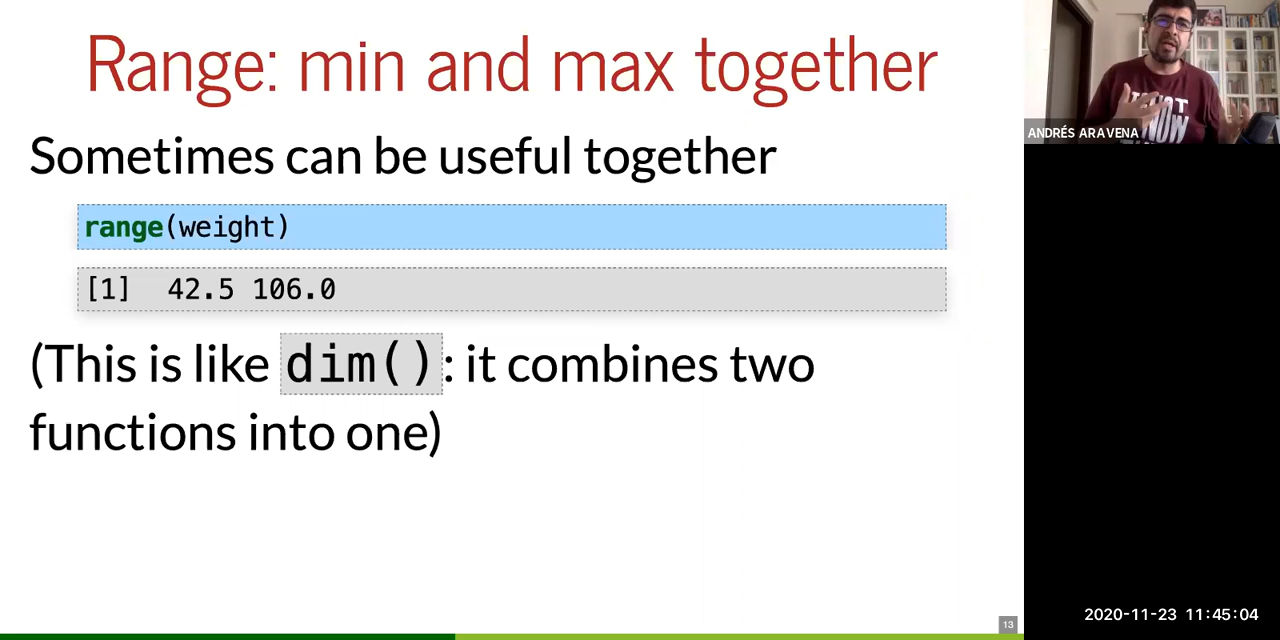 Range: min and max together
Sometimes can be useful together
range(weight)
[1]  42.5 106.0
(This is like dim(): it combines two
functions into one)
13
ANDRÉS ARAVENA
2020-11-23 11:45:04